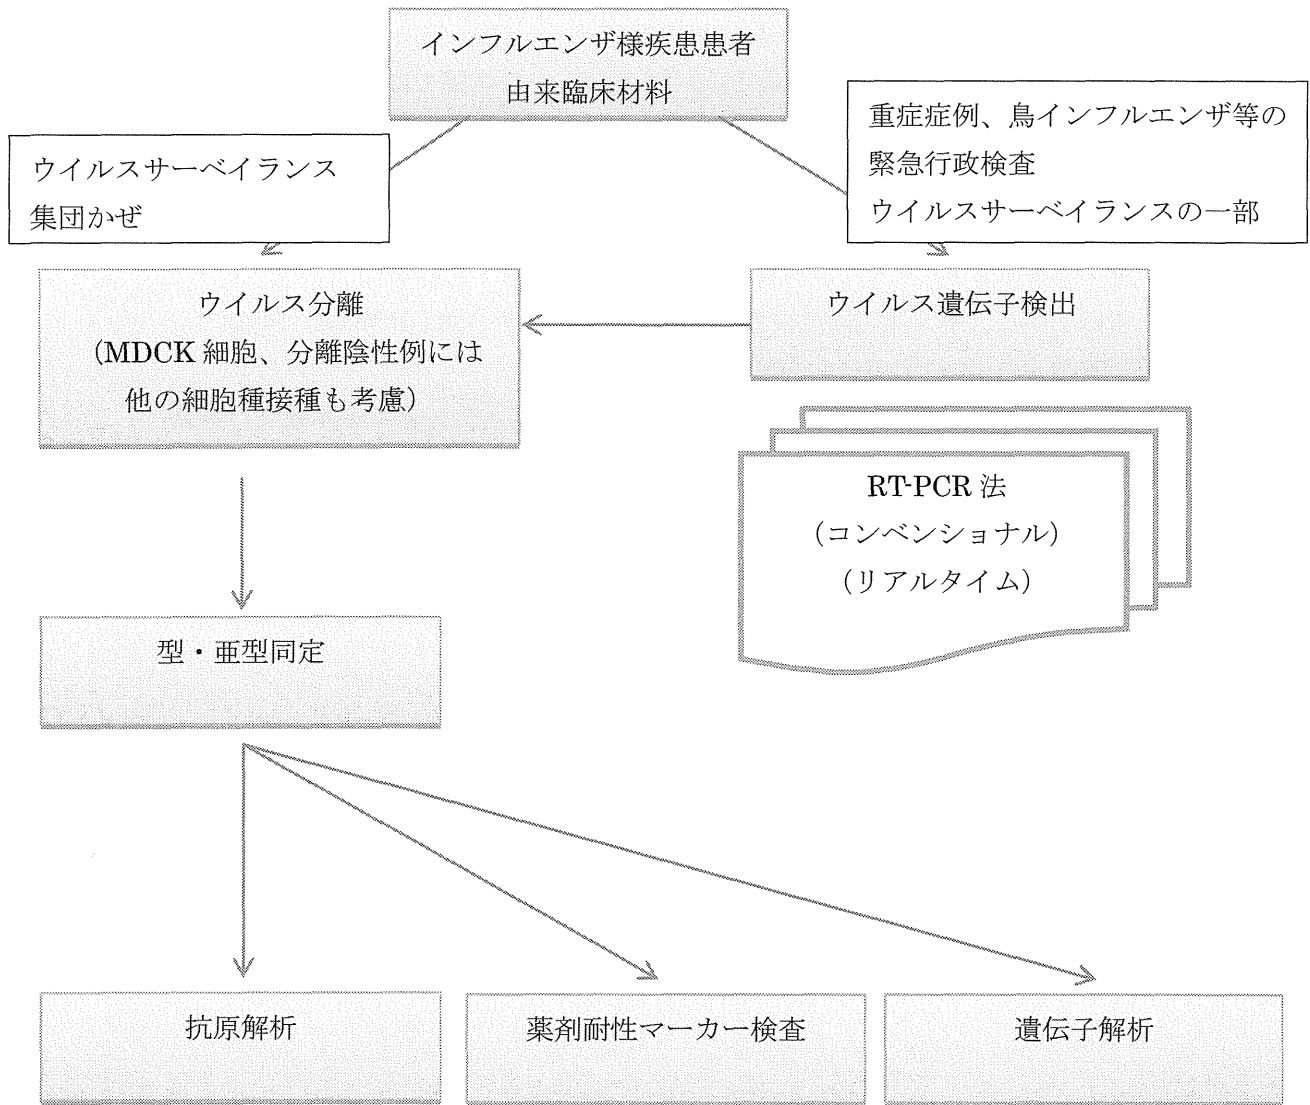 インフルエンザ様疾患患者
由来臨床材料
重症症例、鳥インフルエンザ等の
緊急行政検査
ウイルスサーベイランスの一部
ウイルスサーベイランス
集団かぜ
ウイルス分離
（MDCK 細胞、分離陰性例には
他の細胞種接種も考慮）
ウイルス遺伝子検出
RT-PCR 法
（コンベンショナル）
（リアルタイム）
型・亜型同定
抗原解析
薬剤耐性マーカー検査
遺伝子解析